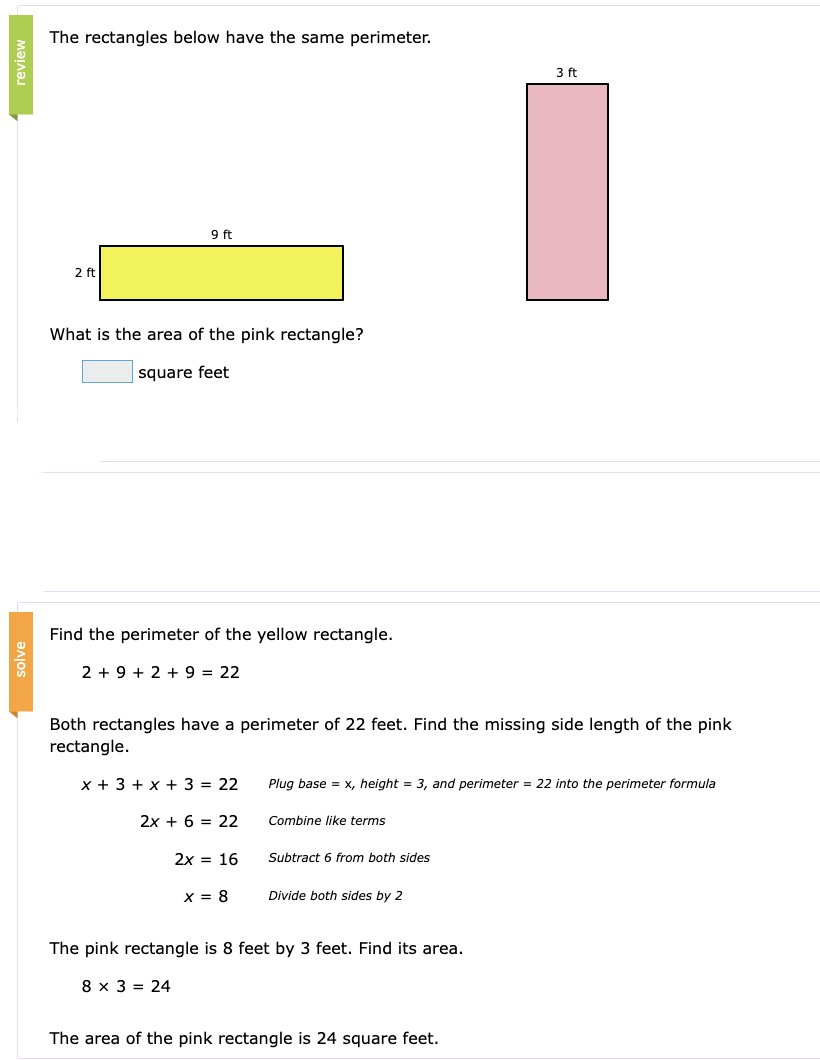 review
The rectangles below have the same perimeter.
3 ft
9 ft
2 ft
What is the area of the pink rectangle?
square feet
solve
Find the perimeter of the yellow rectangle.
2 + 9 + 2 + 9 = 22
Both rectangles have a perimeter of 22 feet. Find the missing side length of the pink
rectangle.
x + 3 + x + 3 = 22 Plug base = x, height = 3, and perimeter = 22 into the perimeter formula
2x + 6 = 22 Combine like terms
2x = 16 Subtract 6 from both sides
x = 8 Divide both sides by 2
The pink rectangle is 8 feet by 3 feet. Find its area.
8 × 3 = 24
The area of the pink rectangle is 24 square feet.